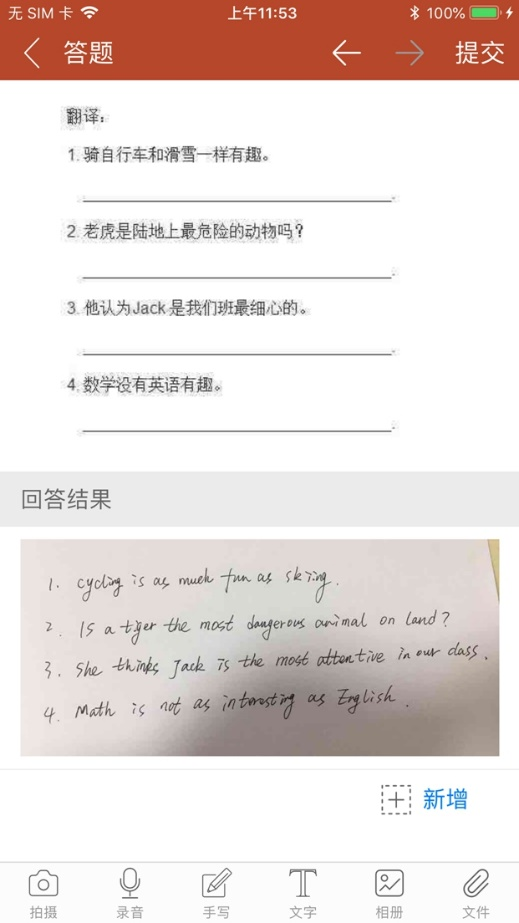 无 SIM 卡 上午11:53 100%
答题 提交
翻译：
1. 骑自行车和滑雪一样有趣。
2. 老虎是陆地上最危险的动物吗？
3. 他认为Jack 是我们班最细心的。
4. 数学没有英语有趣。
回答结果
1. cycling is as much fun as skiing.
2. Is a tiger the most dangerous animal on land?
3. She thinks Jack is the most attentive in our class.
4. Math is not as interesting as English.
新增
拍摄 录音 手写 文字 相册 文件